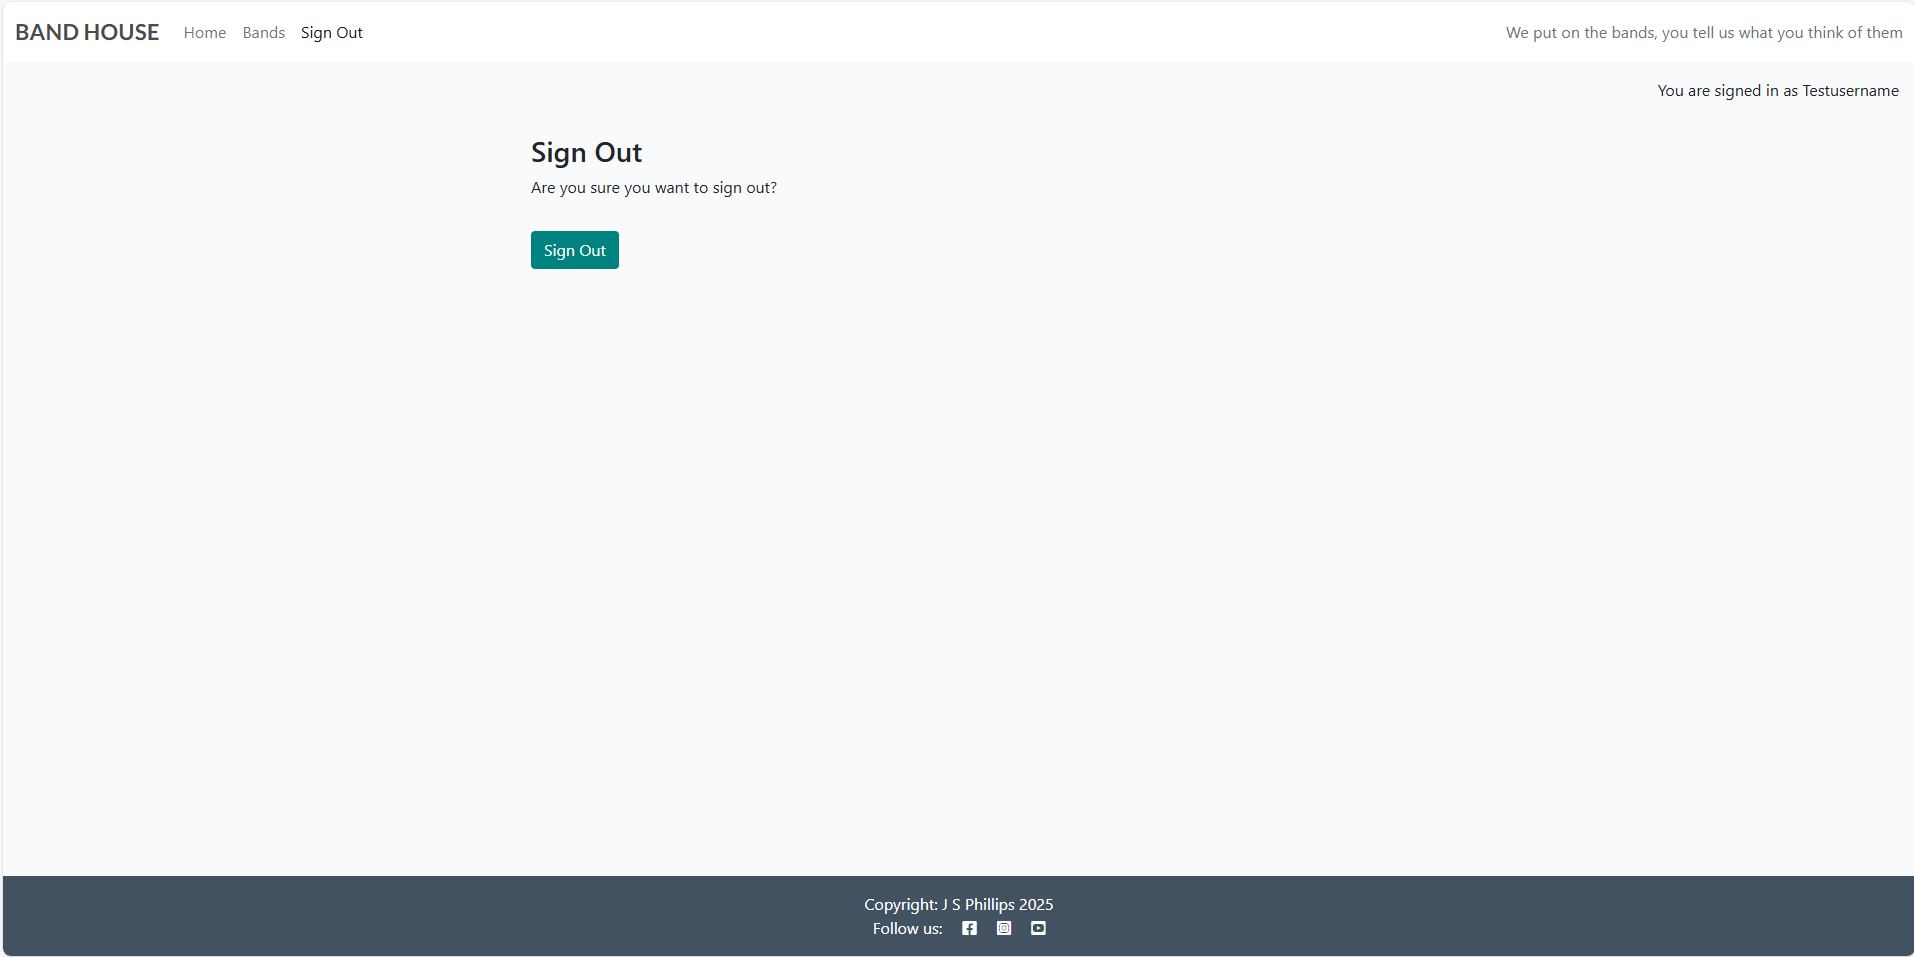 BAND HOUSE Home Bands Sign Out We put on the bands, you tell us what you think of them
You are signed in as Testusername
Sign Out
Are you sure you want to sign out?
Sign Out
Copyright: J S Phillips 2025
Follow us: